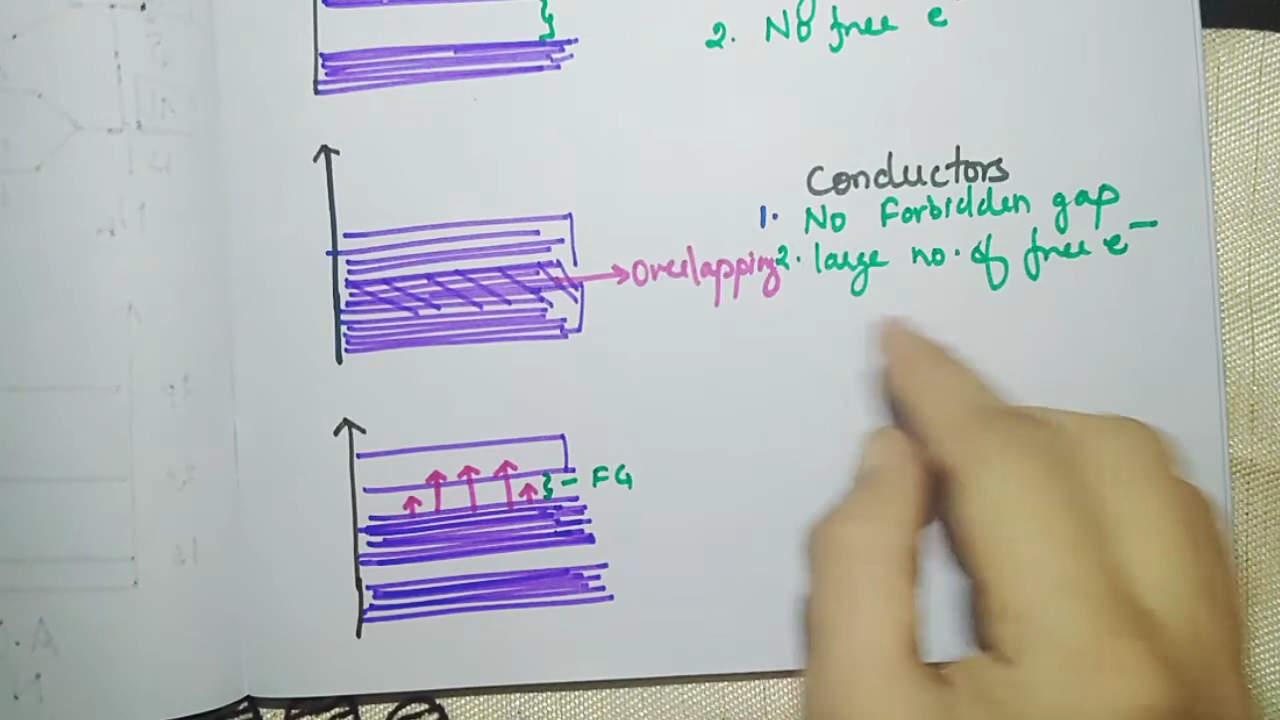 2. No free e
Conductors
1. No Forbidden gap
Overlapping 2. large no. of free e⁻
} - FG